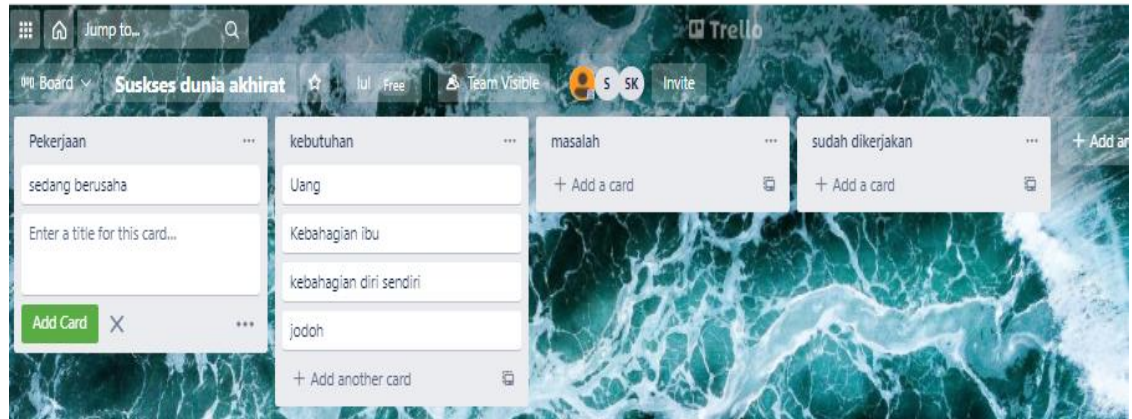 Jump to...
Trello
Board
Suskses dunia akhirat
lul Free
Team Visible
S SK
Invite
Pekerjaan
sedang berusaha
Enter a title for this card...
Add Card
kebutuhan
Uang
Kebahagian ibu
kebahagian diri sendiri
jodoh
+ Add another card
masalah
+ Add a card
sudah dikerjakan
+ Add a card
+ Add an